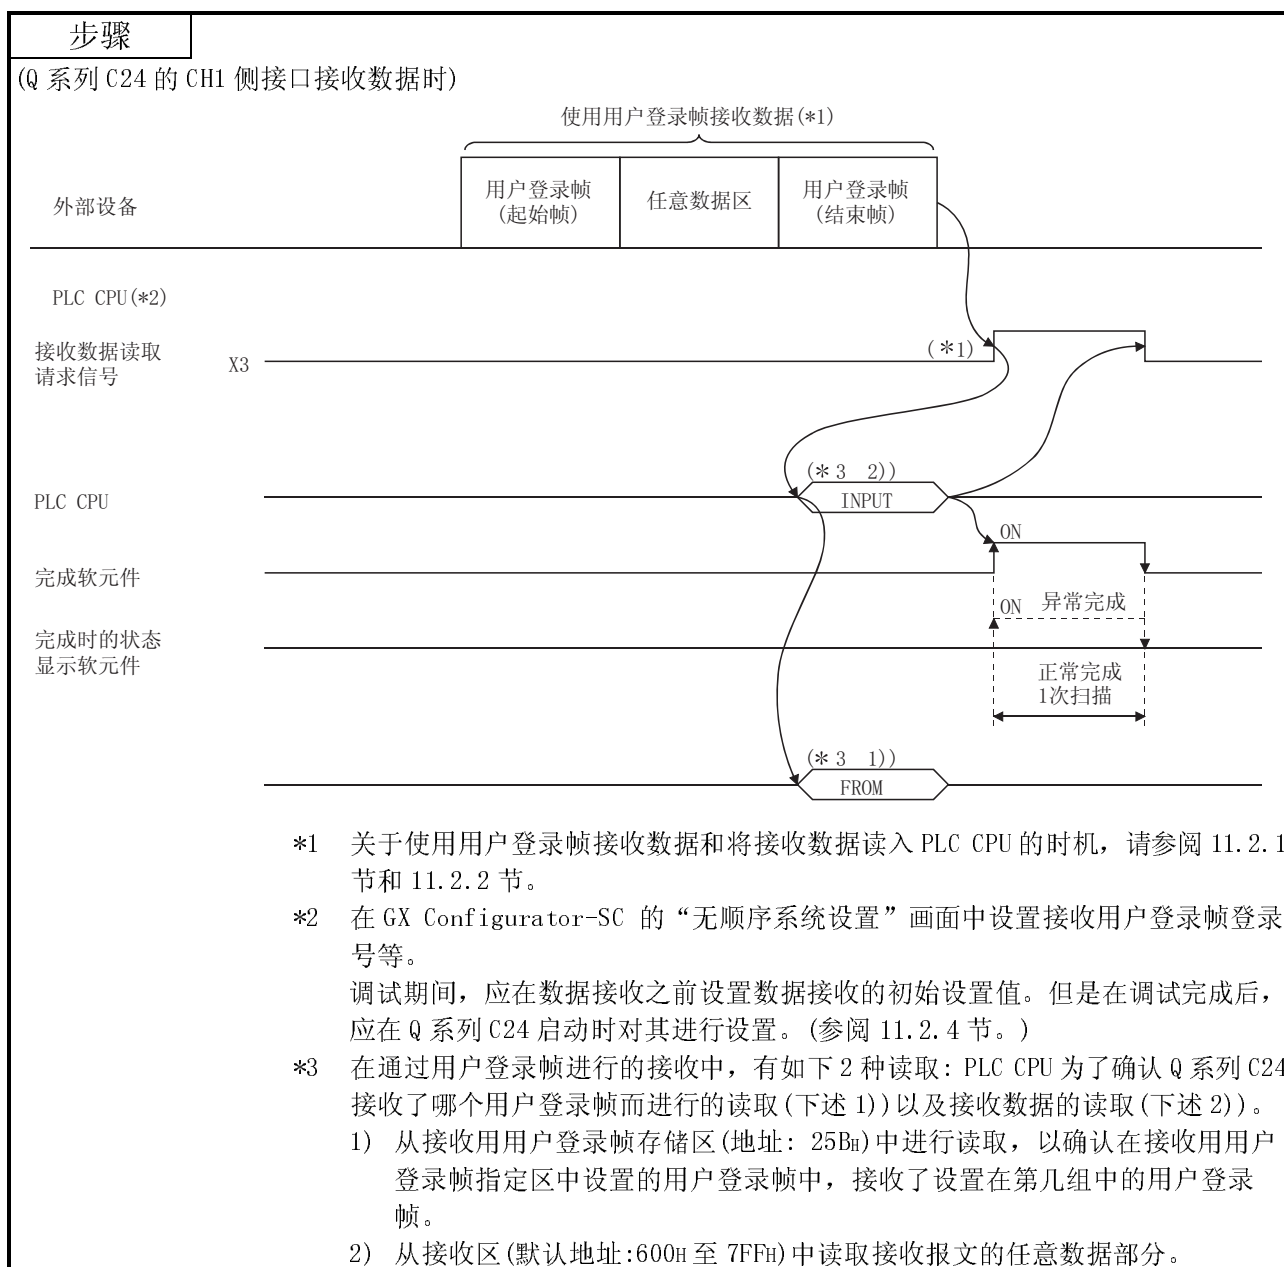 步骤
(Q 系列 C24 的 CH1 侧接口接收数据时)
使用用户登录帧接收数据(*1)
外部设备
用户登录帧
(起始帧)
任意数据区
用户登录帧
(结束帧)
PLC CPU(*2)
接收数据读取
请求信号
X3
(*1)
(* 3 2))
PLC CPU
INPUT
ON
完成软元件
ON 异常完成
完成时的状态
显示软元件
正常完成
1次扫描
(* 3 1))
FROM
*1 关于使用用户登录帧接收数据和将接收数据读入 PLC CPU 的时机，请参阅 11.2.1
节和 11.2.2 节。
*2 在 GX Configurator-SC 的“无顺序系统设置”画面中设置接收用户登录帧登录
号等。
调试期间，应在数据接收之前设置数据接收的初始设置值。但是在调试完成后，
应在 Q 系列 C24 启动时对其进行设置。(参阅 11.2.4 节。)
*3 在通过用户登录帧进行的接收中，有如下 2 种读取: PLC CPU 为了确认 Q 系列 C24
接收了哪个用户登录帧而进行的读取(下述 1))以及接收数据的读取(下述 2))。
1) 从接收用用户登录帧存储区(地址: 25BH)中进行读取，以确认在接收用用户
登录帧指定区中设置的用户登录帧中，接收了设置在第几组中的用户登录
帧。
2) 从接收区(默认地址:600H 至 7FFH)中读取接收报文的任意数据部分。